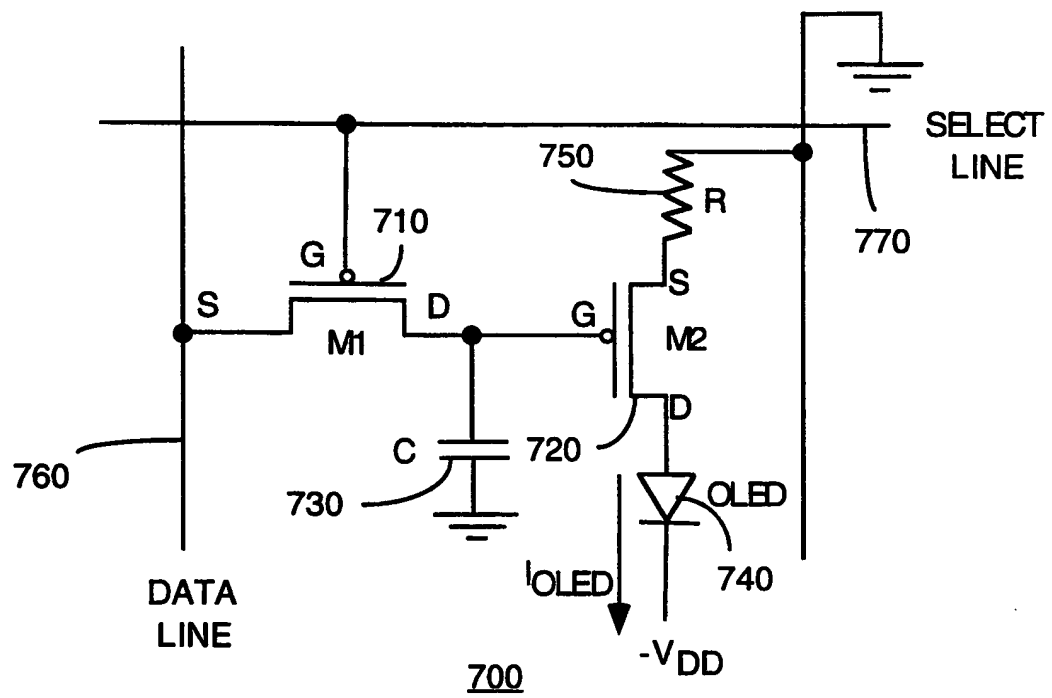 SELECT
LINE
750
R
770
710
G
S
D
M1
S
G
M2
D
C
720
760
730
OLED
740
IOLED
DATA
LINE
-VDD
700